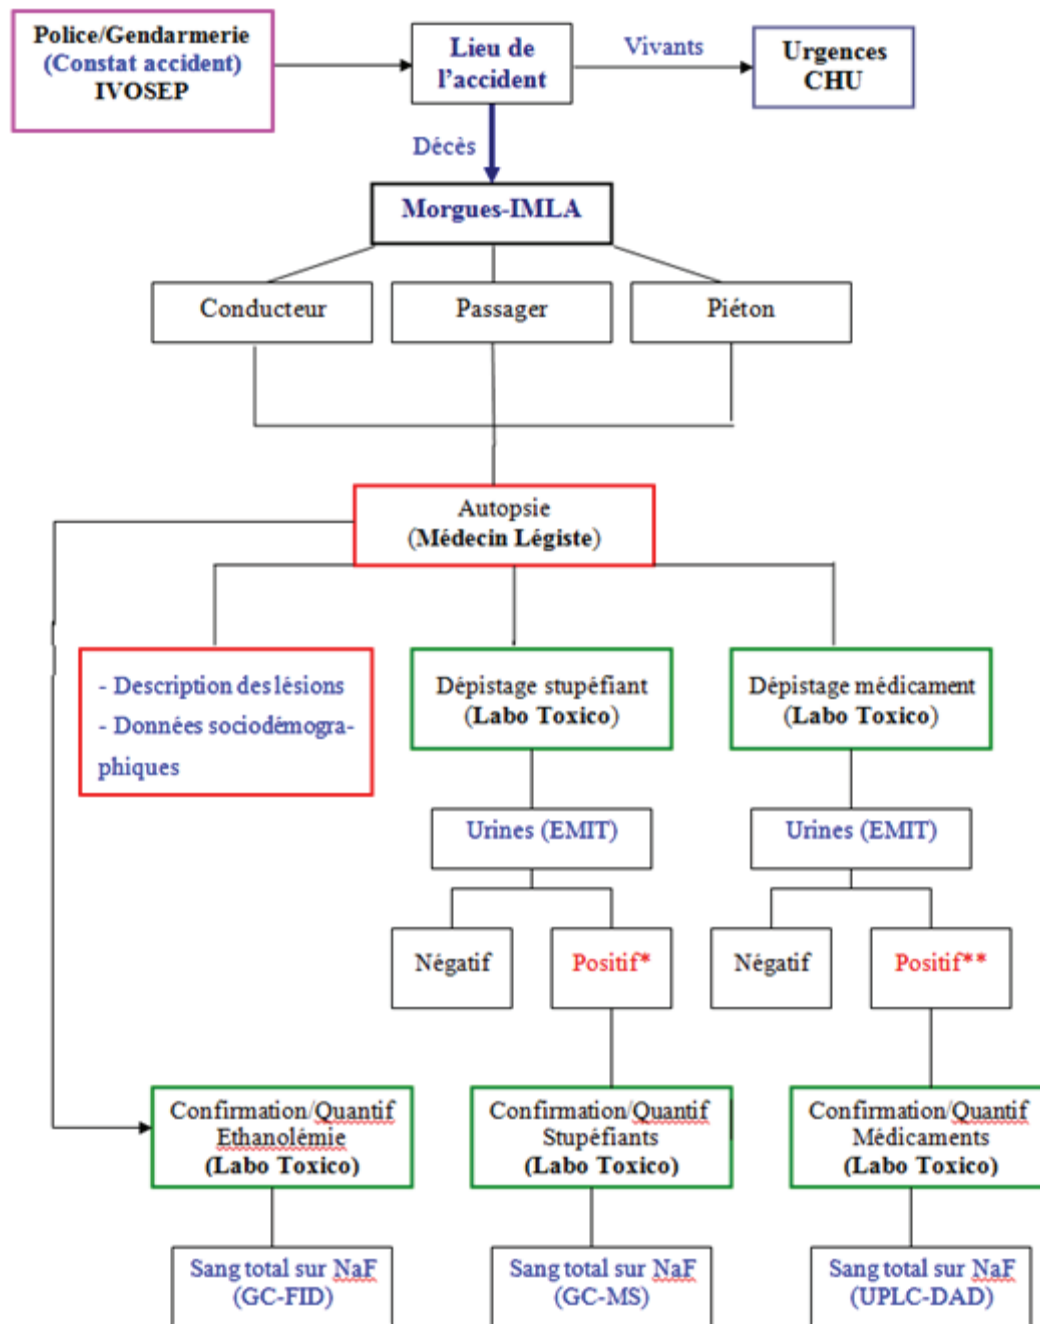 Police/Gendarmerie
(Constat accident)
IVOSEP
Lieu de
l'accident
Vivants
Urgences
CHU
Décès
Morgues-IMLA
Conducteur
Passager
Piéton
Autopsie
(Médecin Légiste)
- Description des lésions
- Données sociodémogra-
phiques
Dépistage stupéfiant
(Labo Toxico)
Dépistage médicament
(Labo Toxico)
Urines (EMIT)
Urines (EMIT)
Négatif
Positif*
Négatif
Positif**
Confirmation/Quantif
Ethanolémie
(Labo Toxico)
Confirmation/Quantif
Stupéfiants
(Labo Toxico)
Confirmation/Quantif
Médicaments
(Labo Toxico)
Sang total sur NaF
(GC-FID)
Sang total sur NaF
(GC-MS)
Sang total sur NaF
(UPLC-DAD)